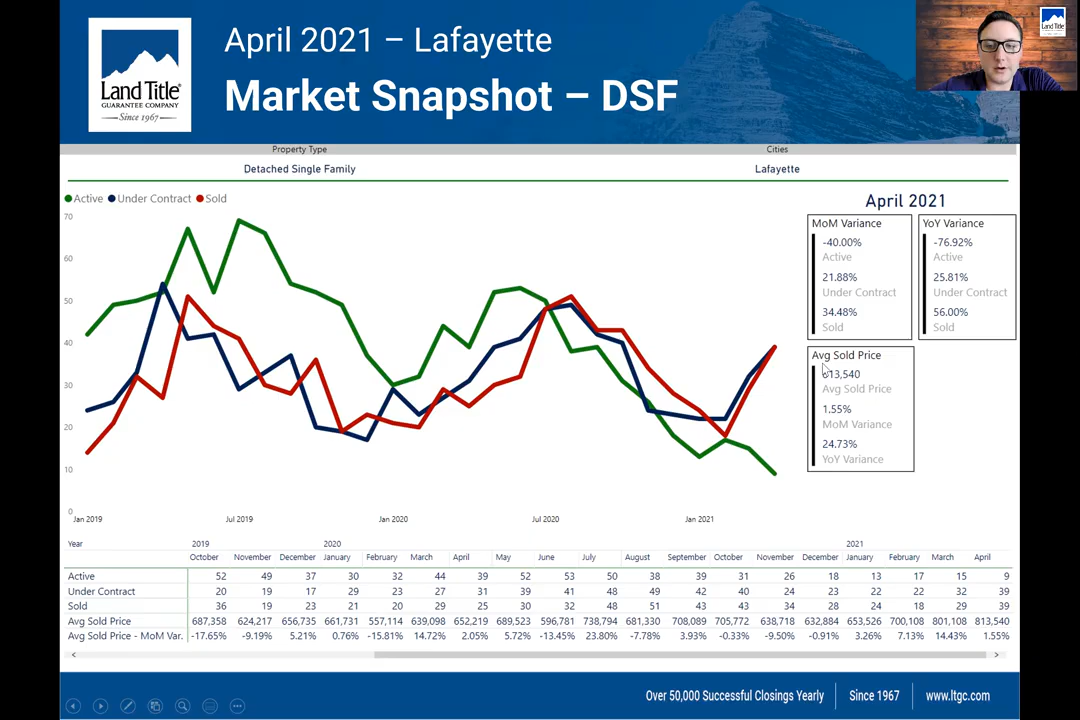 April 2021 – Lafayette
Market Snapshot – DSF
Land Title®
GUARANTEE COMPANY
—Since 1967—
Land Title
Property Type
Cities
Detached Single Family
Lafayette
Active Under Contract Sold
April 2021
MoM Variance
-40.00%
Active
21.88%
Under Contract
34.48%
Sold
YoY Variance
-76.92%
Active
25.81%
Under Contract
56.00%
Sold
Avg Sold Price
813,540
Avg Sold Price
1.55%
MoM Variance
24.73%
YoY Variance
70
60
50
40
30
20
10
0
Jan 2019 Jul 2019 Jan 2020 Jul 2020 Jan 2021
Year 2019 2020 2021
October November December January February March April May June July August September October November December January February March April
Active 52 49 37 30 32 44 39 52 53 50 38 39 31 26 18 13 17 15 9
Under Contract 20 19 17 29 23 27 31 39 41 48 49 42 40 24 23 22 22 32 39
Sold 36 19 23 21 20 29 25 30 32 48 51 43 43 34 28 24 18 29 39
Avg Sold Price 687,358 624,217 656,735 661,731 557,114 639,098 652,219 689,523 596,781 738,794 681,330 708,089 705,772 638,718 632,884 653,526 700,108 801,108 813,540
Avg Sold Price - MoM Var. -17.65% -9.19% 5.21% 0.76% -15.81% 14.72% 2.05% 5.72% -13.45% 23.80% -7.78% 3.93% -0.33% -9.50% -0.91% 3.26% 7.13% 14.43% 1.55%
Over 50,000 Successful Closings Yearly
Since 1967
www.ltgc.com